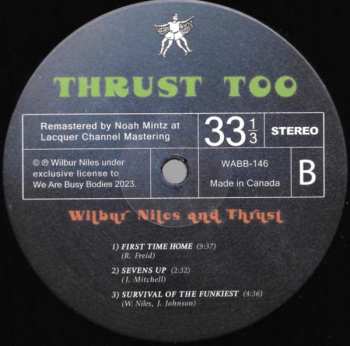 THRUST TOO
Remastered by Noah Mintz at
Lacquer Channel Mastering
33 1/3 STEREO
© ℗ Wilbur Niles under
exclusive license to
We Are Busy Bodies 2023.
WABB-146
Made in Canada
B
Wilbur Niles and Thrust
1) FIRST TIME HOME (9:37)
(R. Freid)
2) SEVENS UP (2:32)
(J. Mitchell)
3) SURVIVAL OF THE FUNKIEST (4:36)
(W. Niles, J. Johnson)